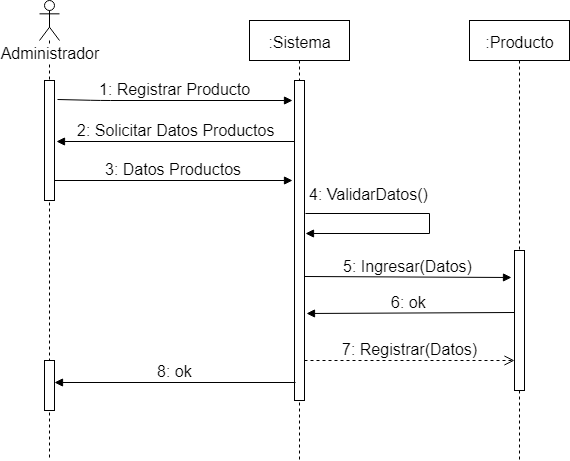 Administrador
:Sistema
:Producto
1: Registrar Producto
2: Solicitar Datos Productos
3: Datos Productos
4: ValidarDatos()
5: Ingresar(Datos)
6: ok
7: Registrar(Datos)
8: ok